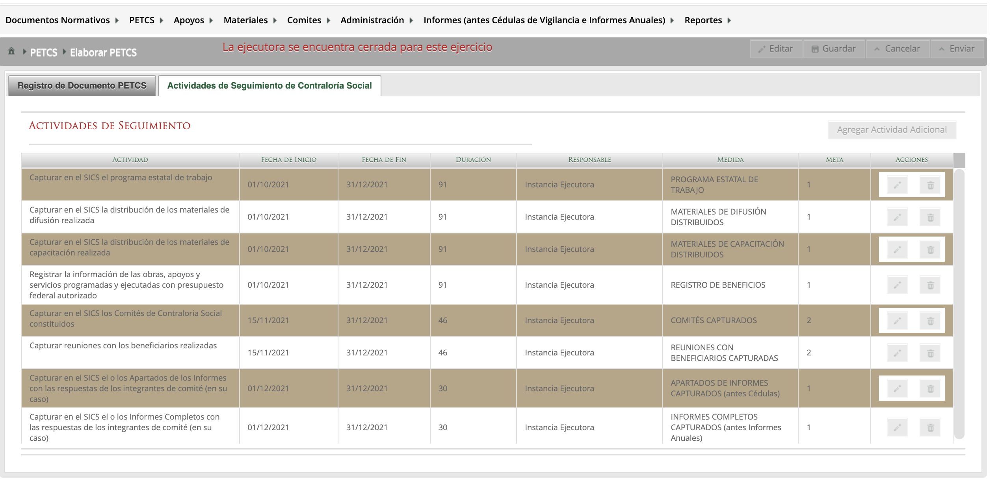 Documentos Normativos PETCS Apoyos Materiales Comites Administración Informes (antes Cédulas de Vigilancia e Informes Anuales) Reportes
PETCS Elaborar PETCS
La ejecutora se encuentra cerrada para este ejercicio
Editar Guardar Cancelar Enviar
Registro de Documento PETCS Actividades de Seguimiento de Contraloría Social
Actividades de Seguimiento
Agregar Actividad Adicional
Actividad Fecha de Inicio Fecha de Fin Duración Responsable Medida Meta Acciones
Capturar en el SICS el programa estatal de trabajo
01/10/2021 31/12/2021 91 Instancia Ejecutora
PROGRAMA ESTATAL DE
TRABAJO
1
Capturar en el SICS la distribución de los materiales de
difusión realizada
01/10/2021 31/12/2021 91 Instancia Ejecutora
MATERIALES DE DIFUSIÓN
DISTRIBUIDOS
1
Capturar en el SICS la distribución de los materiales de
capacitación realizada
01/10/2021 31/12/2021 91 Instancia Ejecutora
MATERIALES DE CAPACITACIÓN
DISTRIBUIDOS
1
Registrar la información de las obras, apoyos y
servicios programadas y ejecutadas con presupuesto
federal autorizado
01/10/2021 31/12/2021 91 Instancia Ejecutora
REGISTRO DE BENEFICIOS
1
Capturar en el SICS los Comités de Contraloria Social
constituidos
15/11/2021 31/12/2021 46 Instancia Ejecutora
COMITÉS CAPTURADOS
2
Capturar reuniones con los beneficiarios realizadas
15/11/2021 31/12/2021 46 Instancia Ejecutora
REUNIONES CON
BENEFICIARIOS CAPTURADAS
2
Capturar en el SICS el o los Apartados de los Informes
con las respuestas de los integrantes de comité (en su
caso)
01/12/2021 31/12/2021 30 Instancia Ejecutora
APARTADOS DE INFORMES
CAPTURADOS (antes Cédulas)
1
Capturar en el SICS el o los Informes Completos con
las respuestas de los integrantes de comité (en su
caso)
01/12/2021 31/12/2021 30 Instancia Ejecutora
INFORMES COMPLETOS
CAPTURADOS (antes Informes
Anuales)
1